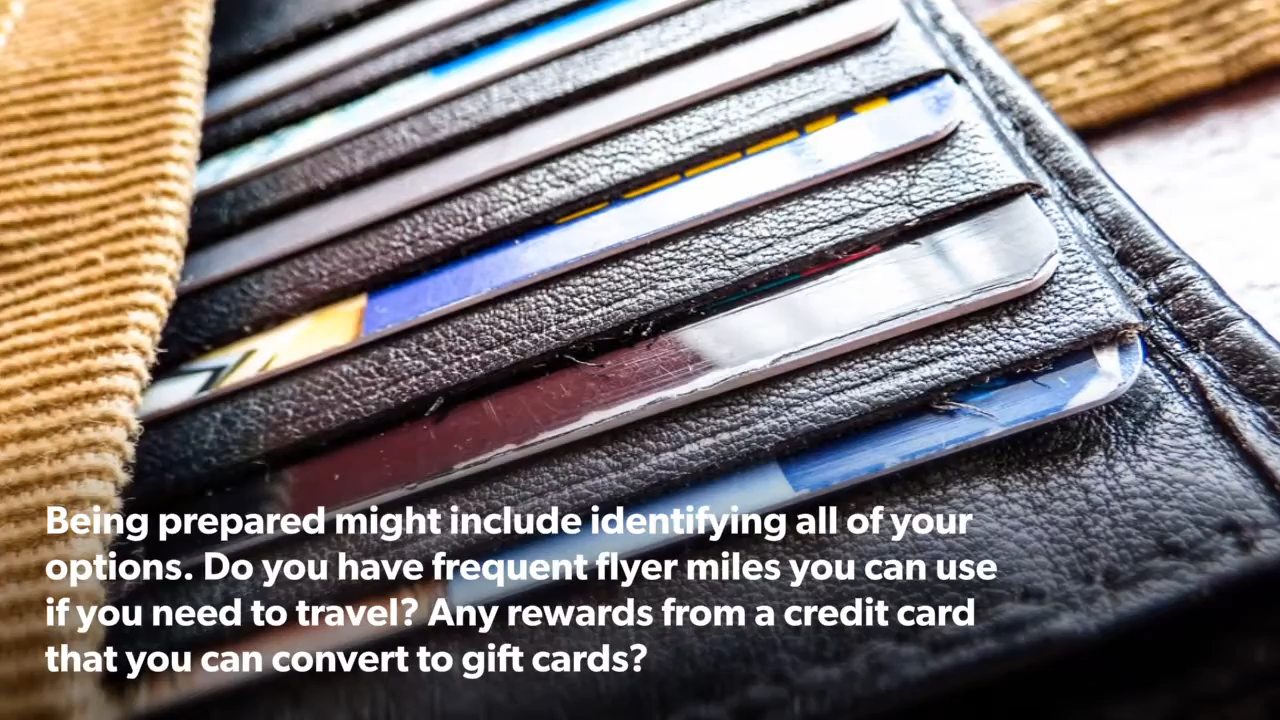 Being prepared might include identifying all of your
options. Do you have frequent flyer miles you can use
if you need to travel? Any rewards from a credit card
that you can convert to gift cards?